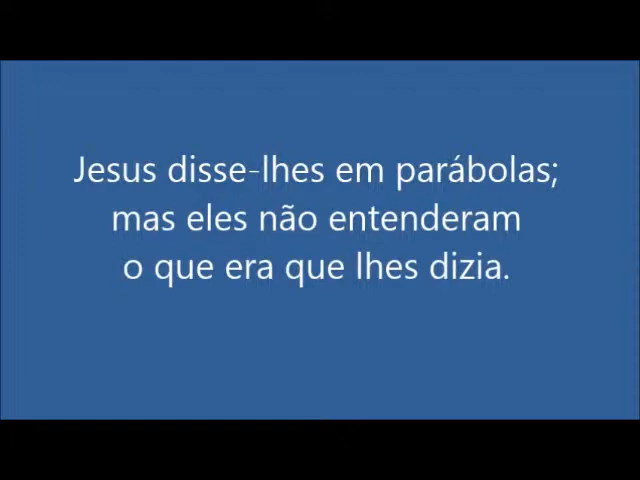 Jesus disse-lhes em parábolas;
mas eles não entenderam
o que era que lhes dizia.